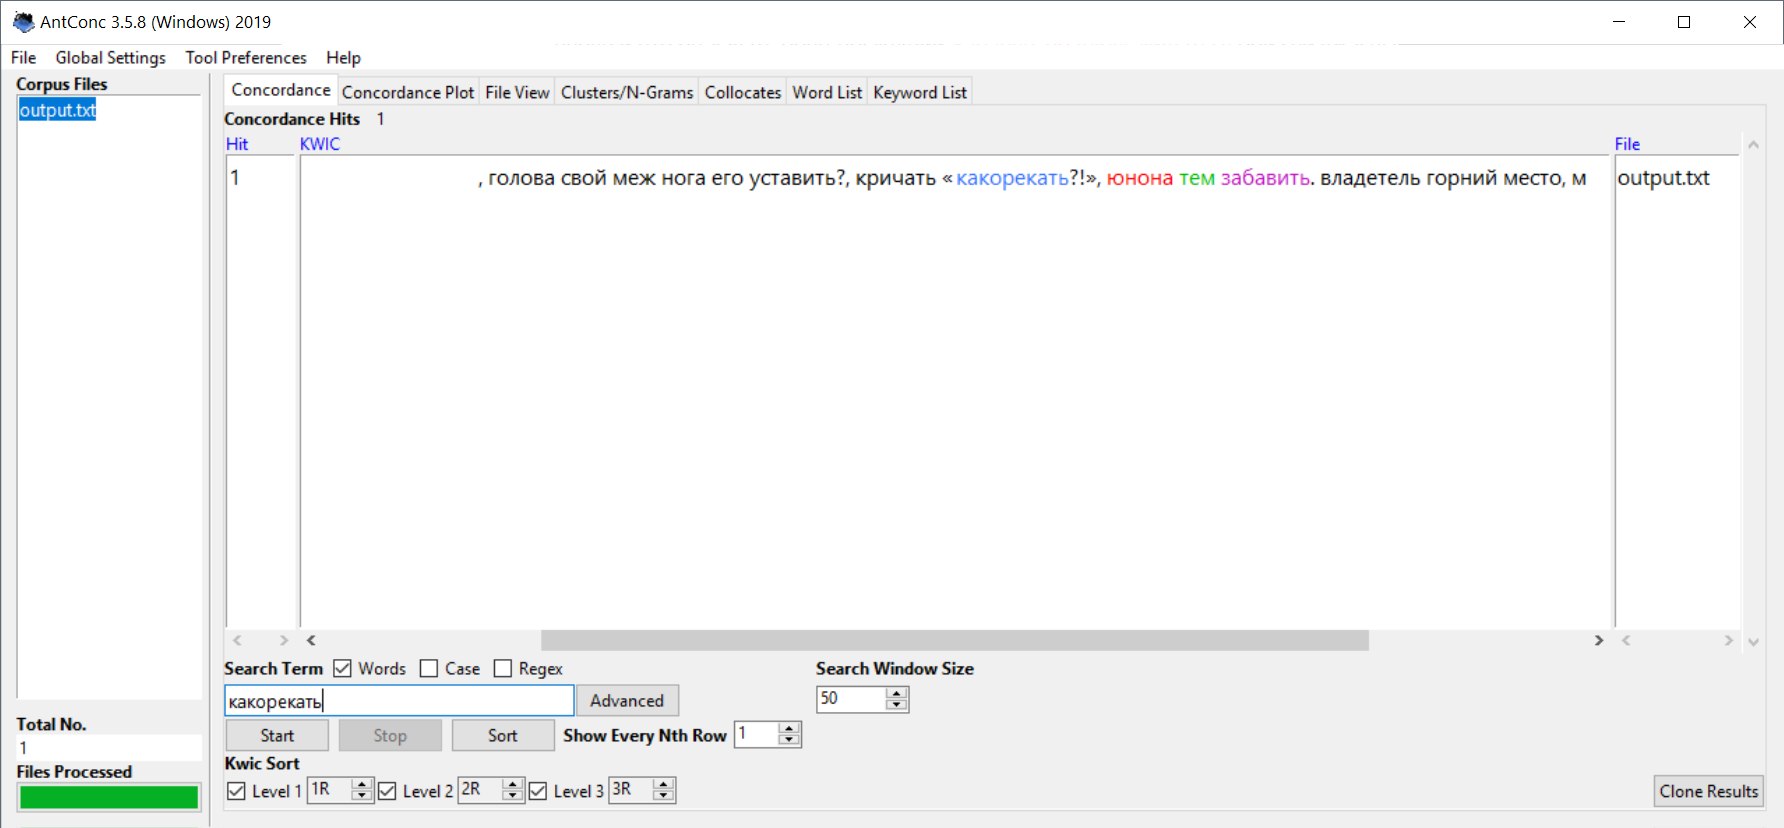 AntConc 3.5.8 (Windows) 2019
File Global Settings Tool Preferences Help
Corpus Files
output.txt
Concordance Concordance Plot File View Clusters/N-Grams Collocates Word List Keyword List
Concordance Hits 1
Hit KWIC File
1 , голова свой меж нога его уставить?, кричать «какорекать?!», юнона тем забавить. владетель горний место, м output.txt
Search Term Words Case Regex Search Window Size
какорекать Advanced 50
Start Stop Sort Show Every Nth Row 1
Total No.
1
Files Processed
Kwic Sort
Level 1 1R Level 2 2R Level 3 3R Clone Results